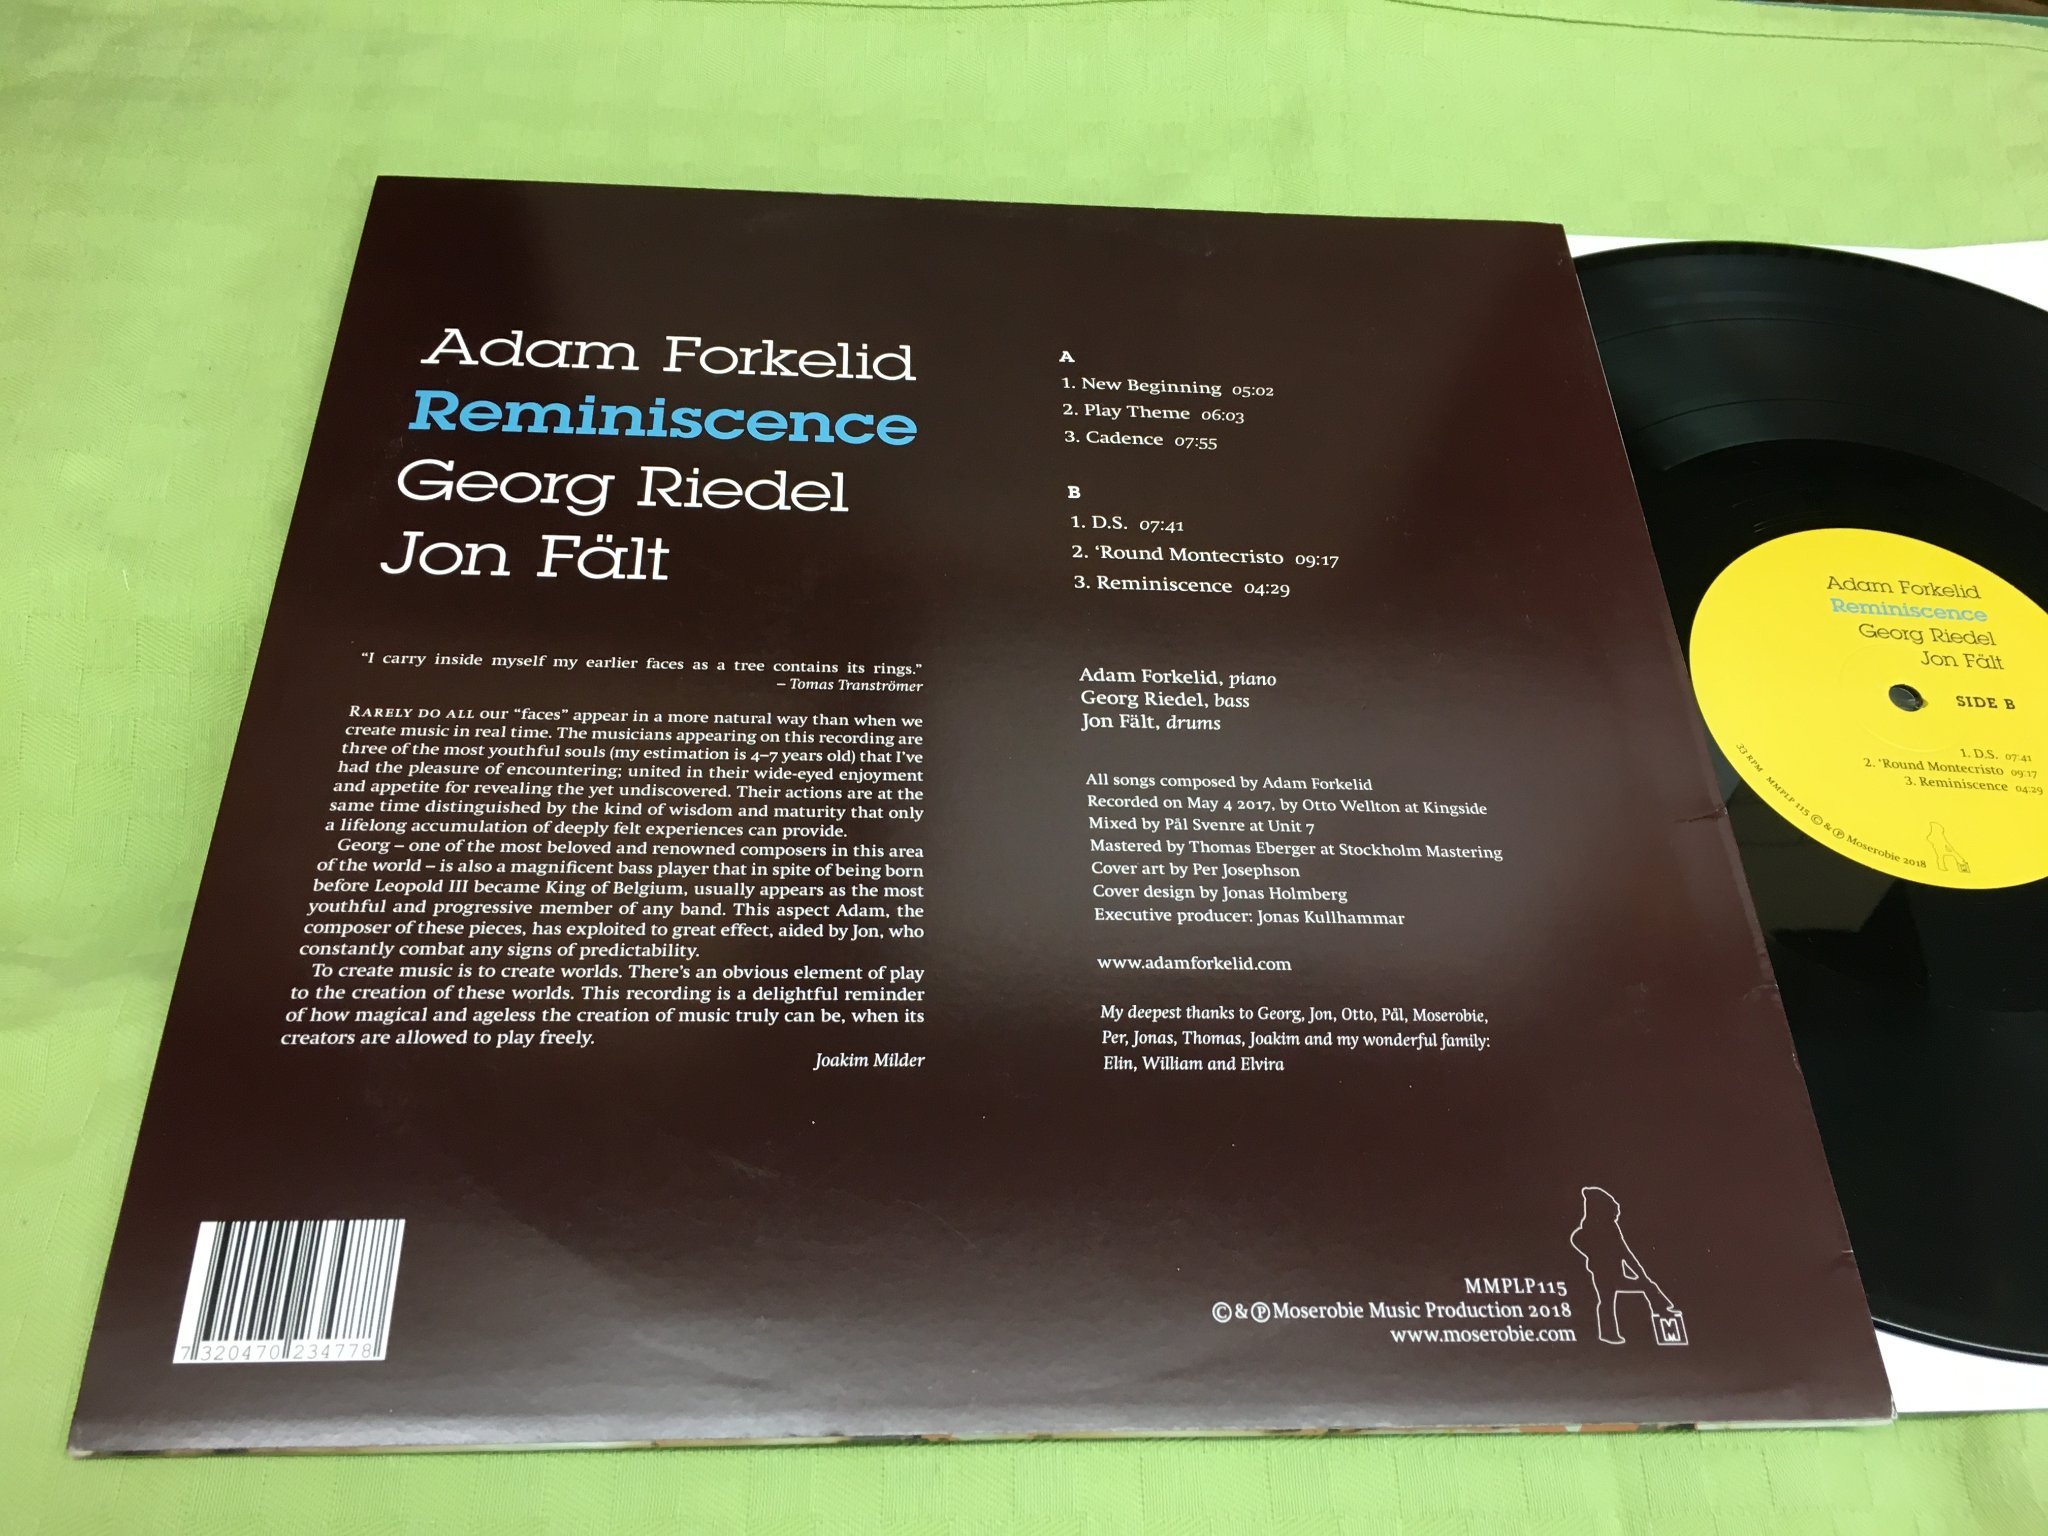 Adam Forkelid
Reminiscence
Georg Riedel
Jon Fält
“I carry inside myself my earlier faces as a tree contains its rings.”
– Tomas Tranströmer
RARELY DO ALL our “faces” appear in a more natural way than when we
create music in real time. The musicians appearing on this recording are
three of the most youthful souls (my estimation is 4–7 years old) that I’ve
had the pleasure of encountering; united in their wide-eyed enjoyment
and appetite for revealing the yet undiscovered. Their actions are at the
same time distinguished by the kind of wisdom and maturity that only
a lifelong accumulation of deeply felt experiences can provide.
Georg – one of the most beloved and renowned composers in this area
of the world – is also a magnificent bass player that in spite of being born
before Leopold III became King of Belgium, usually appears as the most
youthful and progressive member of any band. This aspect Adam, the
composer of these pieces, has exploited to great effect, aided by Jon, who
constantly combat any signs of predictability.
To create music is to create worlds. There’s an obvious element of play
to the creation of these worlds. This recording is a delightful reminder
of how magical and ageless the creation of music truly can be, when its
creators are allowed to play freely.
Joakim Milder
7 320470 234778
A
1. New Beginning 05:02
2. Play Theme 06:03
3. Cadence 07:55
B
1. D.S. 07:41
2. ‘Round Montecristo 09:17
3. Reminiscence 04:29
Adam Forkelid, piano
Georg Riedel, bass
Jon Fält, drums
All songs composed by Adam Forkelid
Recorded on May 4 2017, by Otto Wellton at Kingside
Mixed by Pål Svenre at Unit 7
Mastered by Thomas Eberger at Stockholm Mastering
Cover art by Per Josephson
Cover design by Jonas Holmberg
Executive producer: Jonas Kullhammar
www.adamforkelid.com
My deepest thanks to Georg, Jon, Otto, Pål, Moserobie,
Per, Jonas, Thomas, Joakim and my wonderful family:
Elin, William and Elvira
MMPLP115
© & ℗ Moserobie Music Production 2018
www.moserobie.com
M
Adam Forkelid
Reminiscence
Georg Riedel
Jon Fält
SIDE B
1. D.S. 07:41
2. ‘Round Montecristo 09:17
3. Reminiscence 04:29
33 RPM MMPLP 115 © & ℗ Moserobie 2018